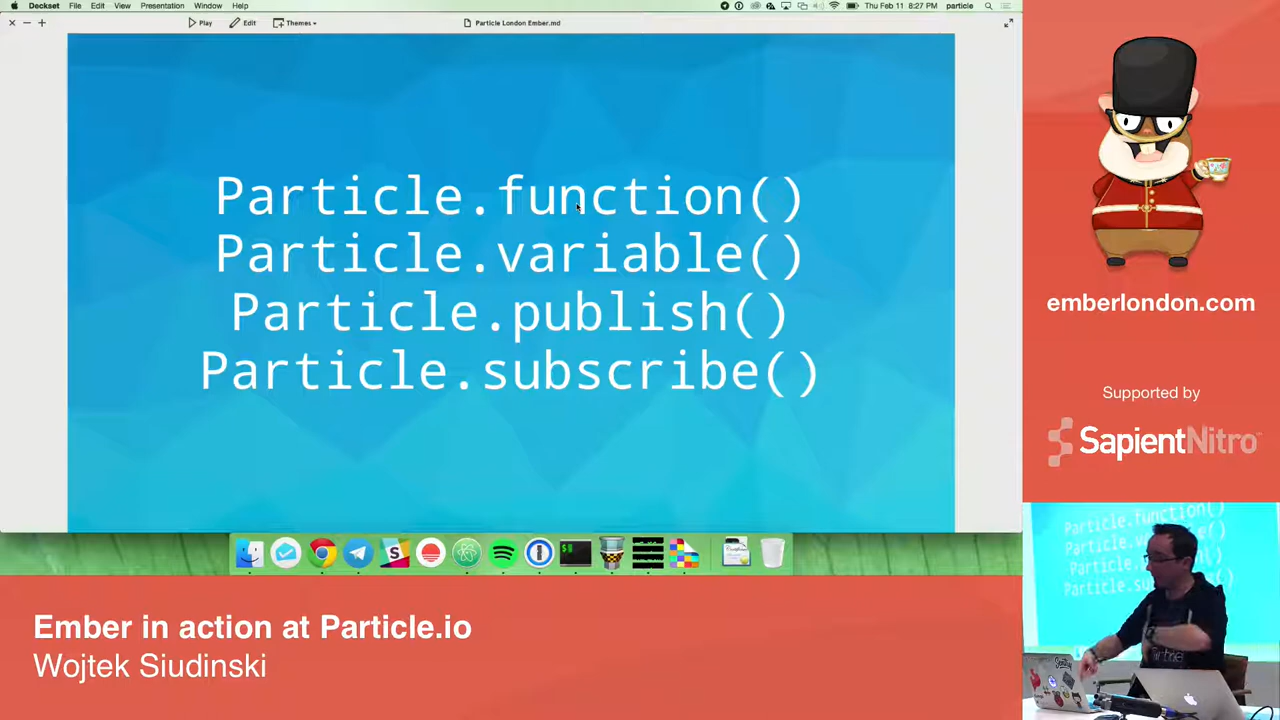 Deckset File Edit View Presentation Window Help
Thu Feb 11 8:27 PM particle
Play Edit Themes
Particle London Ember.md
Particle.function()
Particle.variable()
Particle.publish()
Particle.subscribe()
emberlondon.com
Supported by
SapientNitro
Particle.function()
Ember in action at Particle.io
Wojtek Siudinski